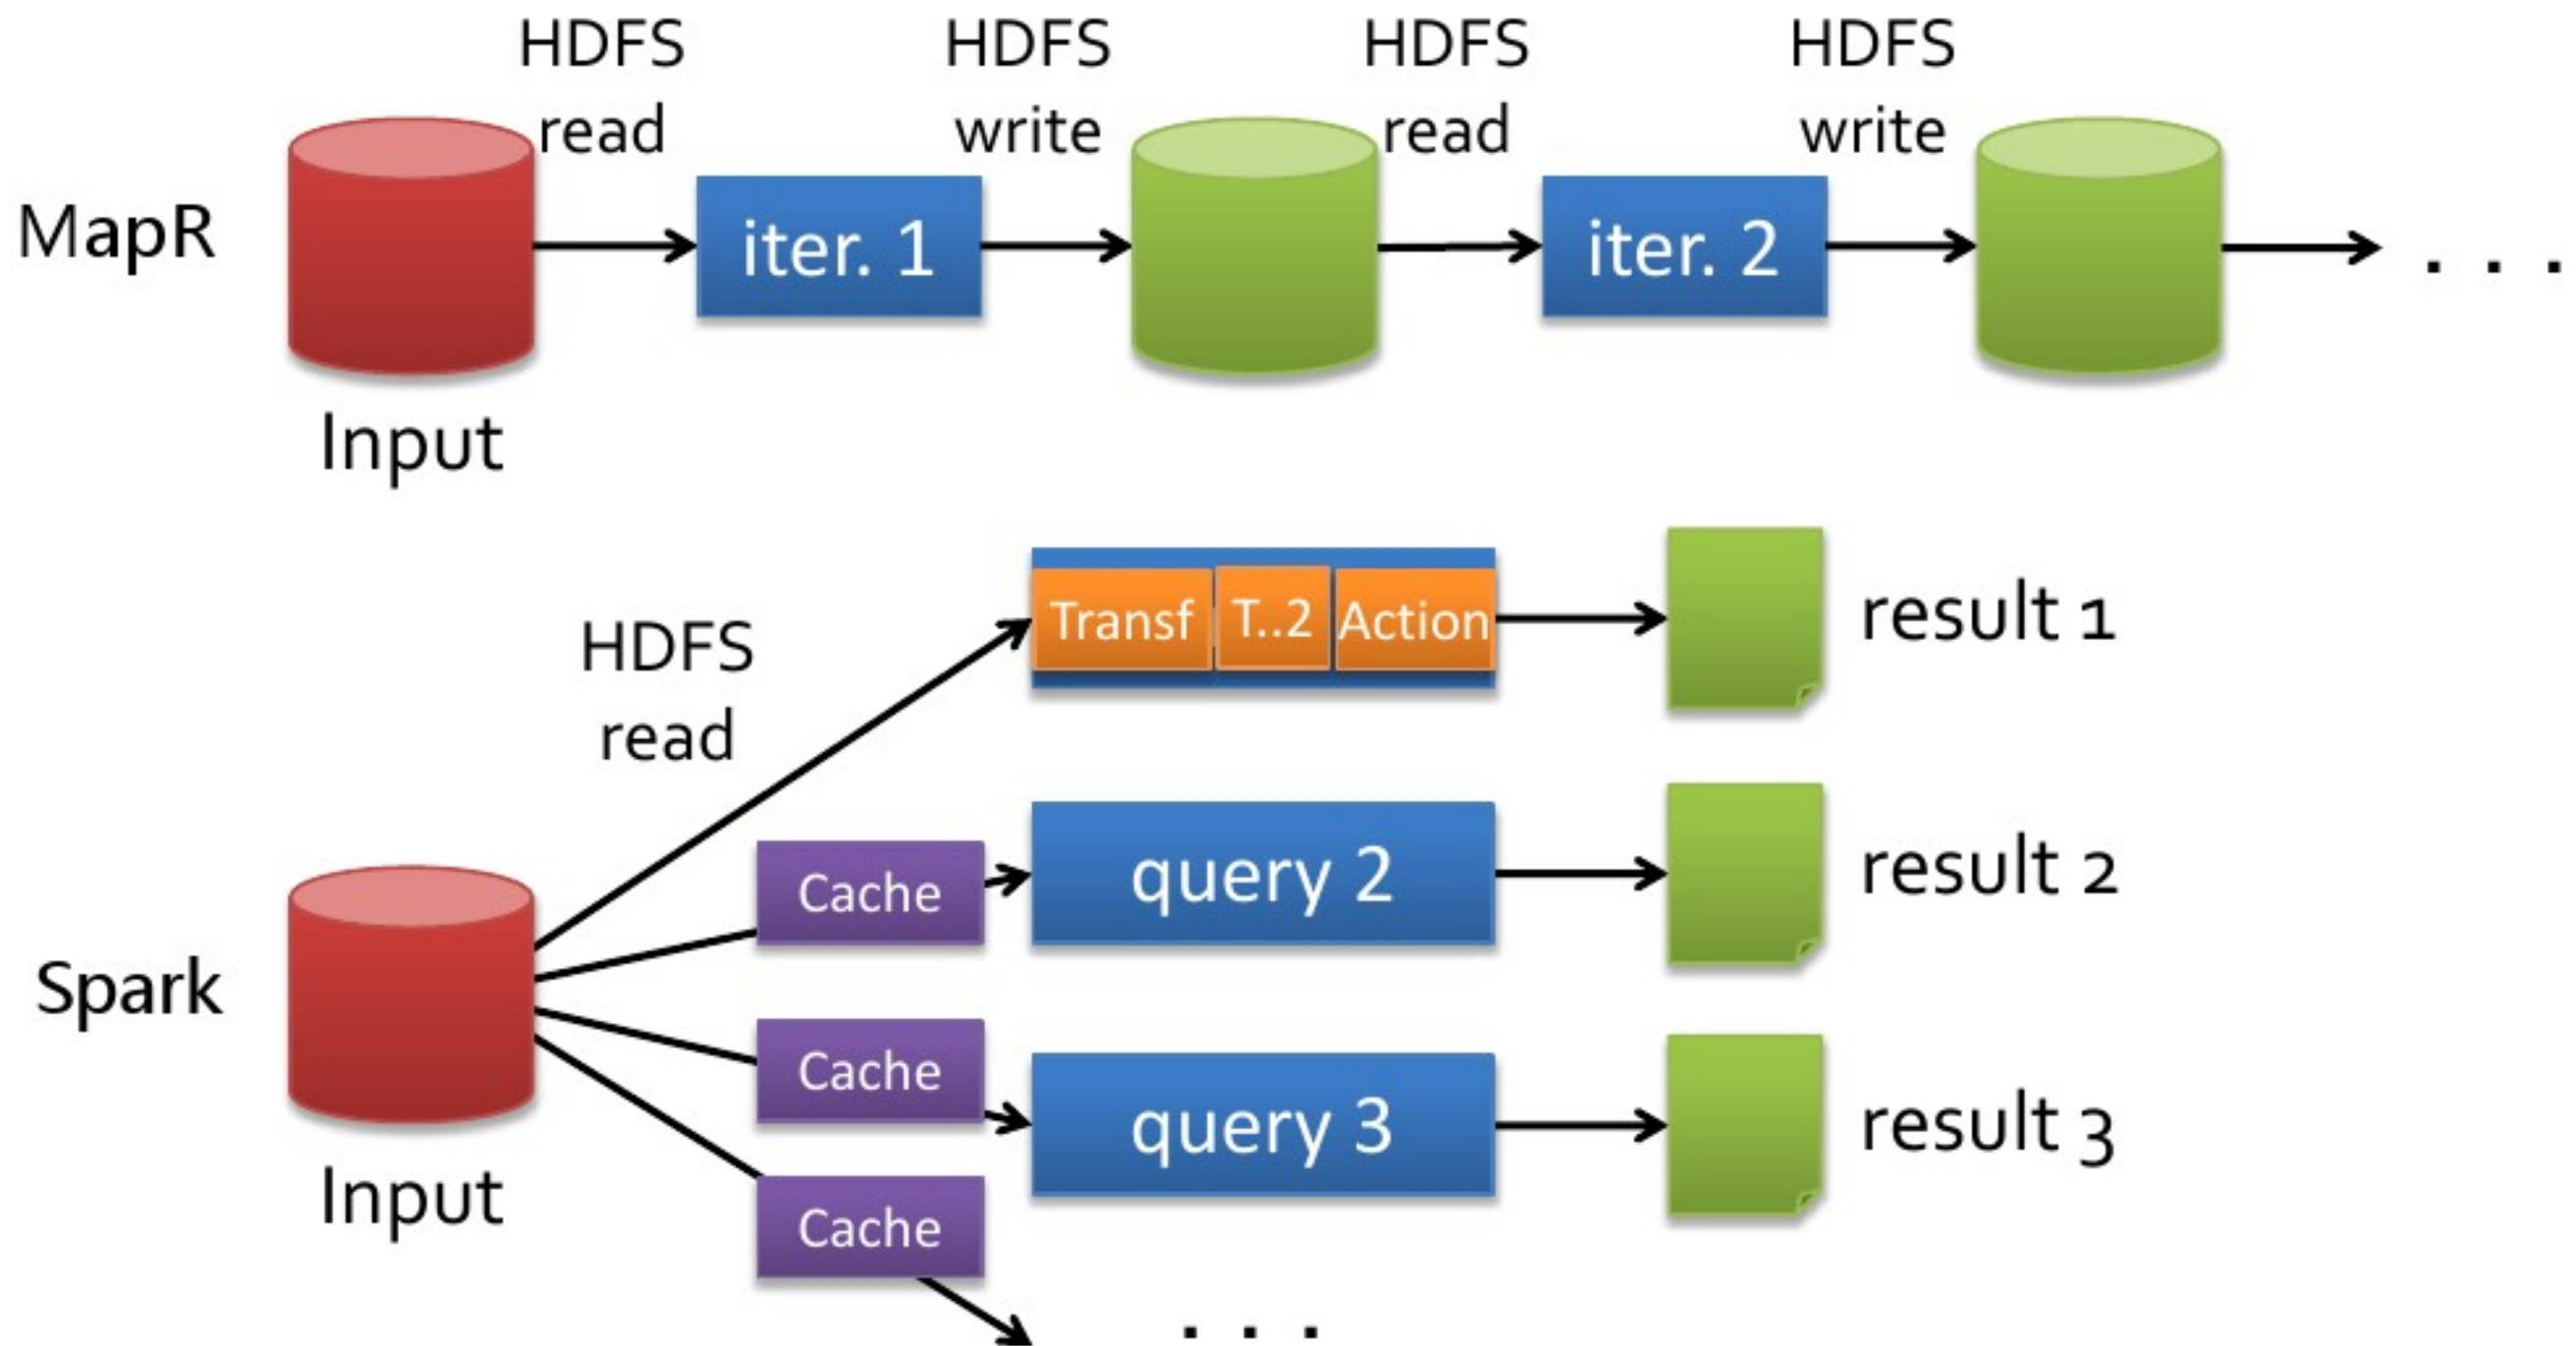 HDFS
read
HDFS
write
HDFS
read
HDFS
write
MapR
iter. 1
iter. 2
. . .
Input
HDFS
read
Transf
T..2
Action
result 1
Cache
query 2
result 2
Spark
Cache
query 3
result 3
Input
Cache
. . .